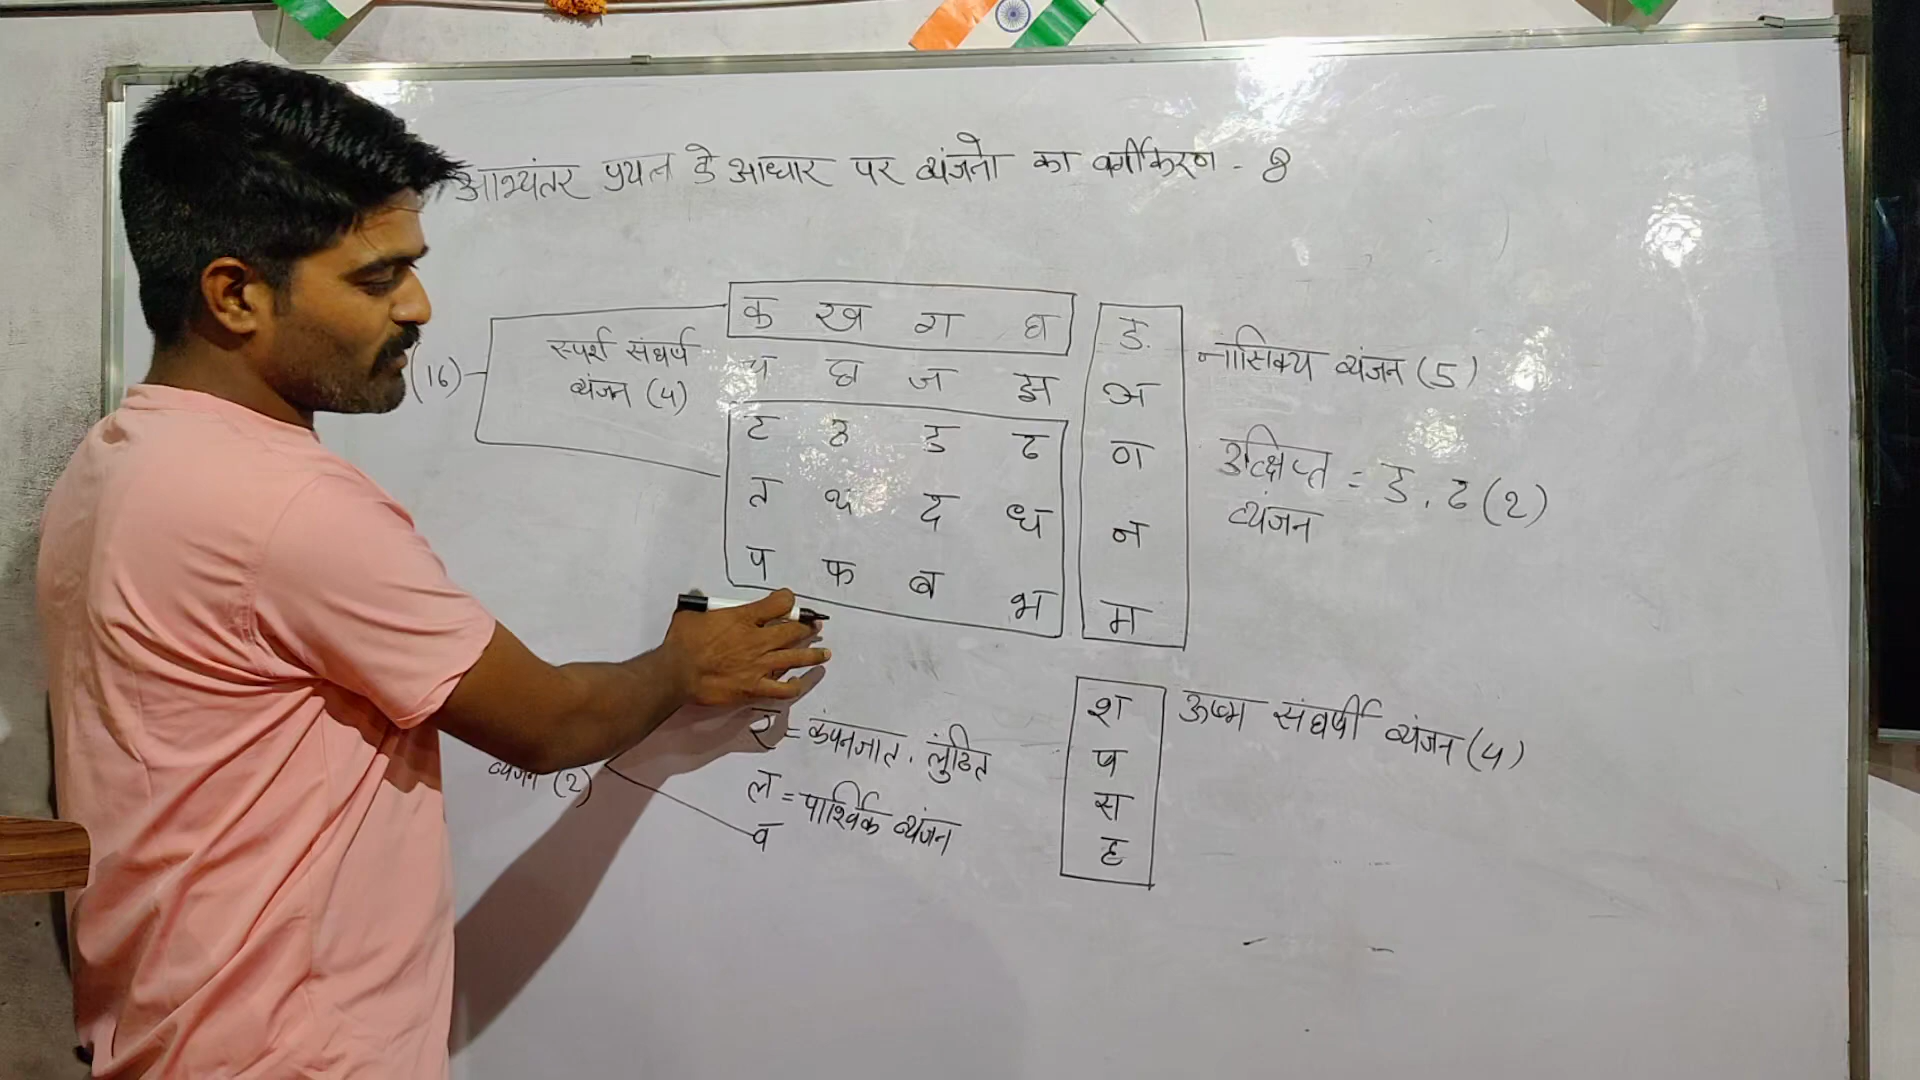 आभ्यंतर प्रयत्न के आधार पर व्यंजनो का वर्गीकरण - 8
क ख ग घ ङ
(16) स्पर्श संघर्ष
व्यंजन (4)
च छ ज झ ञ
नासिक्य व्यंजन (5)
ट ठ ड ढ ण
त थ द ध न
प फ ब भ म
उत्क्षिप्त = ड़, ढ़ (2)
व्यंजन
र = कंपनजात, लुंठित
ल = पार्श्विक व्यंजन
व
व्यंजन (2)
श ऊष्म संघर्षी व्यंजन (4)
ष
स
ह